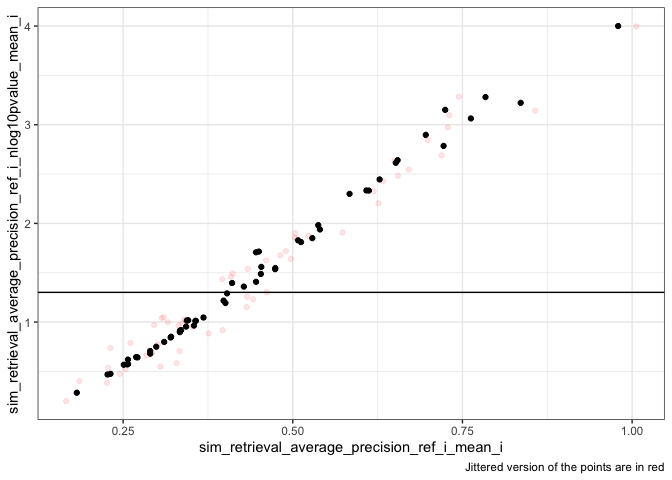 sim_retrieval_average_precision_ref_i_nlog10pvalue_mean_i
4
3
2
1
0.25
0.50
0.75
1.00
sim_retrieval_average_precision_ref_i_mean_i
Jittered version of the points are in red